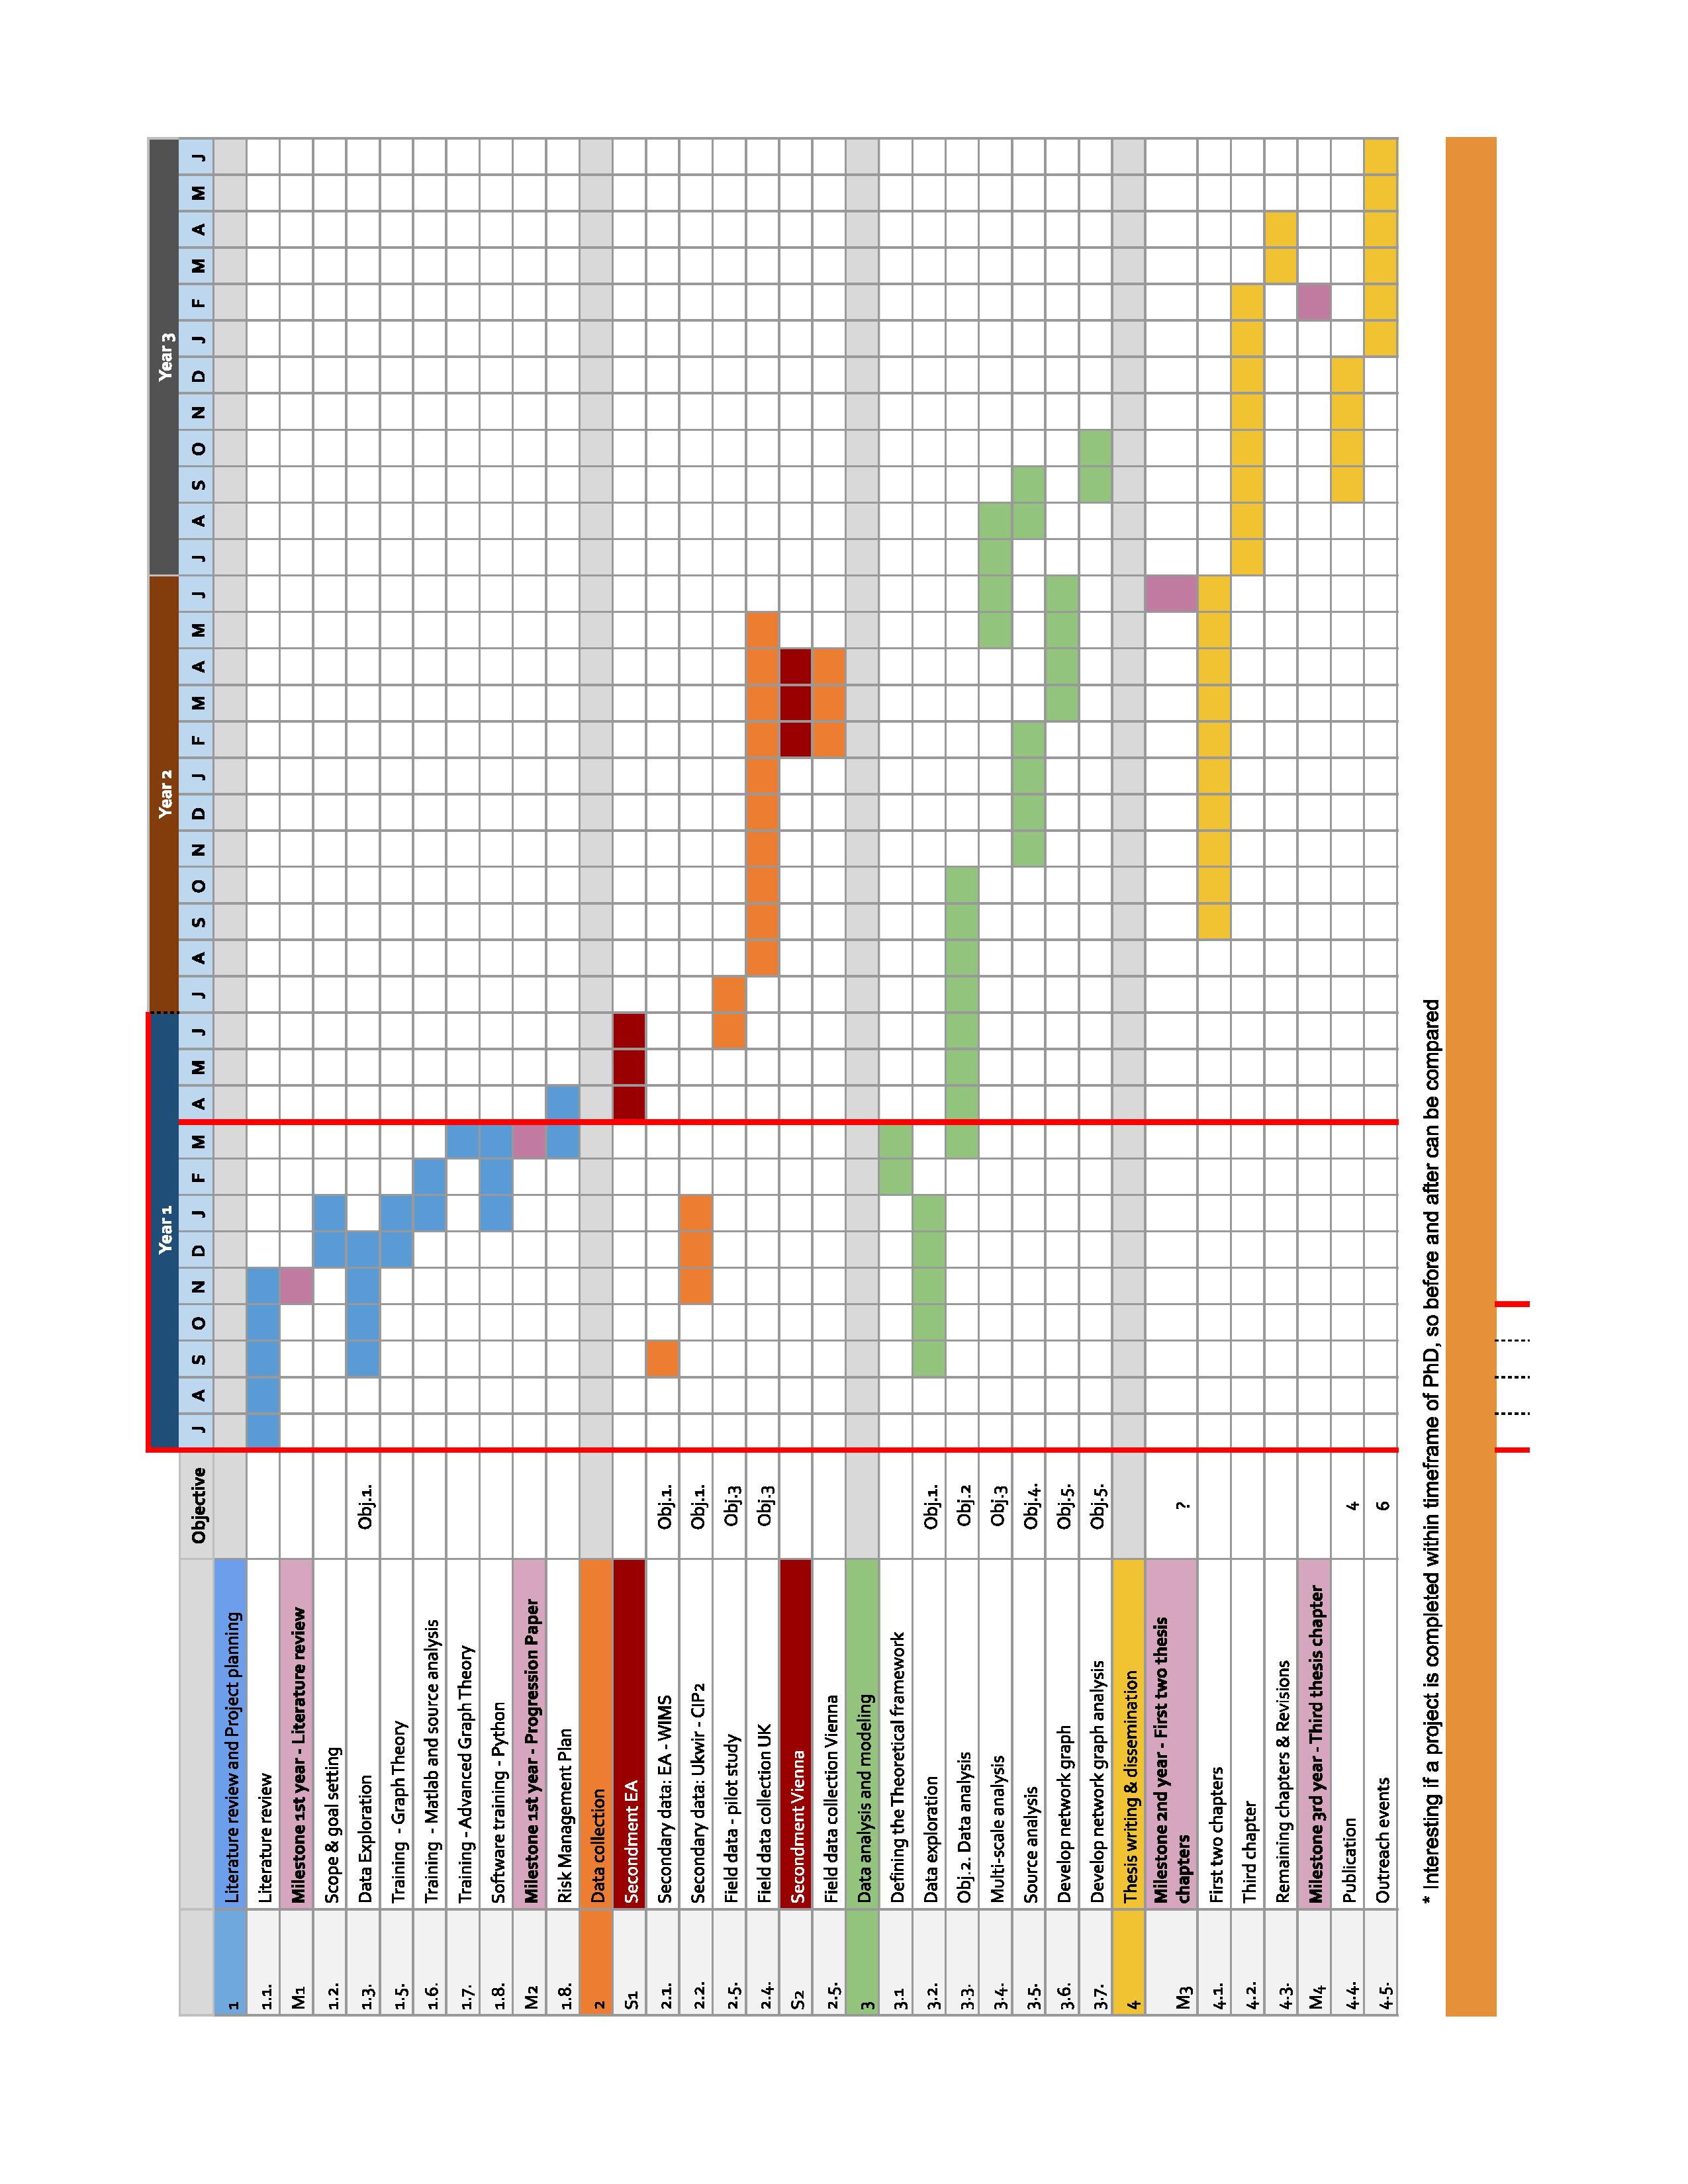 Year 1 Year 2 Year 3
Objective J A S O N D J F M A M J J A S O N D J F M A M J J A S O N D J F M A M J
1 Literature review and Project planning
1.1. Literature review
M1 Milestone 1st year - Literature review
1.2. Scope & goal setting
1.3. Data Exploration Obj.1.
1.5. Training - Graph Theory
1.6. Training - Matlab and source analysis
1.7. Training - Advanced Graph Theory
1.8. Software training - Python
M2 Milestone 1st year - Progression Paper
1.8. Risk Management Plan
2 Data collection
S1 Secondment EA
2.1. Secondary data: EA - WIMS Obj.1.
2.2. Secondary data: Ukwir - CIP2 Obj.1.
2.5. Field data - pilot study Obj.3
2.4. Field data collection UK Obj.3
S2 Secondment Vienna
2.5. Field data collection Vienna
3 Data analysis and modeling
3.1 Defining the Theoretical framework
3.2. Data exploration Obj.1.
3.3. Obj.2. Data analysis Obj.2
3.4. Multi-scale analysis Obj.3
3.5 Source analysis Obj.4.
3.6. Develop network graph Obj.5.
3.7. Develop network graph analysis Obj.5.
4 Thesis writing & dissemination
M3 Milestone 2nd year - First two thesis
chapters ?
4.1. First two chapters
4.2. Third chapter
4.3. Remaining chapters & Revisions
M4 Milestone 3rd year - Third thesis chapter
4.4. Publication 4
4.5. Outreach events 6
* Interesting if a project is completed within timeframe of PhD, so before and after can be compared